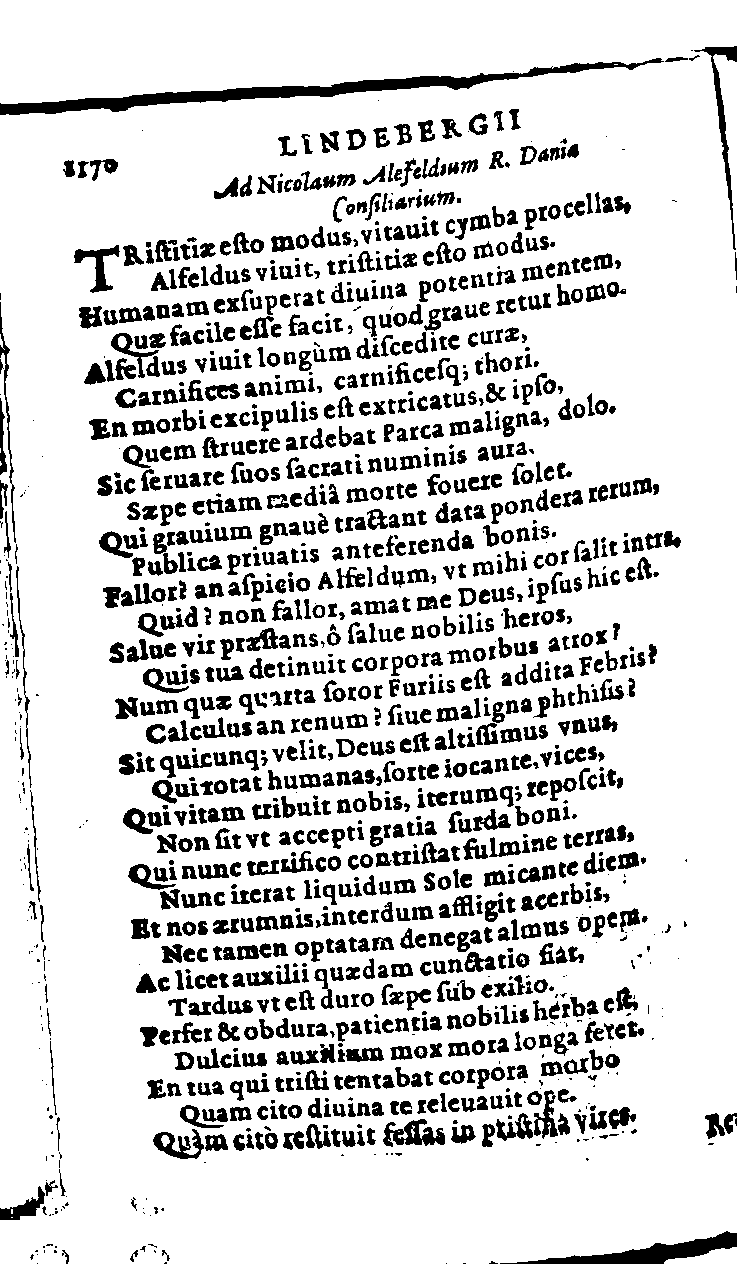 1170
LINDEBERGII
Ad Nicolaum Alefeldium R. Dania
Consiliarium.
TRistitiæ esto modus, vitauit cymba procellas,
Alfeldus viuit, tristitiæ esto modus.
Humanam exsuperat diuina potentia mentem,
Quæ facile esse facit, quod graue retur homo.
Alfeldus viuit longùm discedite curæ,
Carnifices animi, carnificesq; thori.
En morbi excipulis est extricatus, & ipso,
Quem struere ardebat Parca maligna, dolo.
Sic seruare suos sacrati numinis aura,
Sæpe etiam mediâ morte fouere solet.
Qui grauium gnauè tractant data pondera rerum,
Publica priuatis anteferenda bonis.
Fallor? an aspicio Alfeldum, vt mihi cor salit intra,
Quid? non fallor, amat me Deus, ipsus hic est.
Salue vir præstans, ô salue nobilis heros,
Quis tua detinuit corpora morbus atrox?
Num quæ quarta soror Furiis est addita Febris?
Calculus an renum? siue maligna phthisis?
Sit quicunq; velit, Deus est altissimus vnus,
Qui rotat humanas, sorte iocante, vices,
Qui vitam tribuit nobis, iterumq; reposcit,
Non sit vt accepti gratia surda boni.
Qui nunc terrifico contristat fulmine terras,
Nunc iterat liquidum Sole micante diem.
Et nos ærumnis, interdum affligit acerbis,
Nec tamen optatam denegat almus opem.
Ac licet auxilii quædam cunctatio fiat,
Tardus vt est duro sæpe sub exilio.
Perfer & obdura, patientia nobilis herba est,
Dulcius auxilium mox mora longa feret.
En tua qui tristi tentabat corpora morbo
Quam cito diuina te releuauit ope.
Quàm citò restituit fessas in pristina vires.
Re